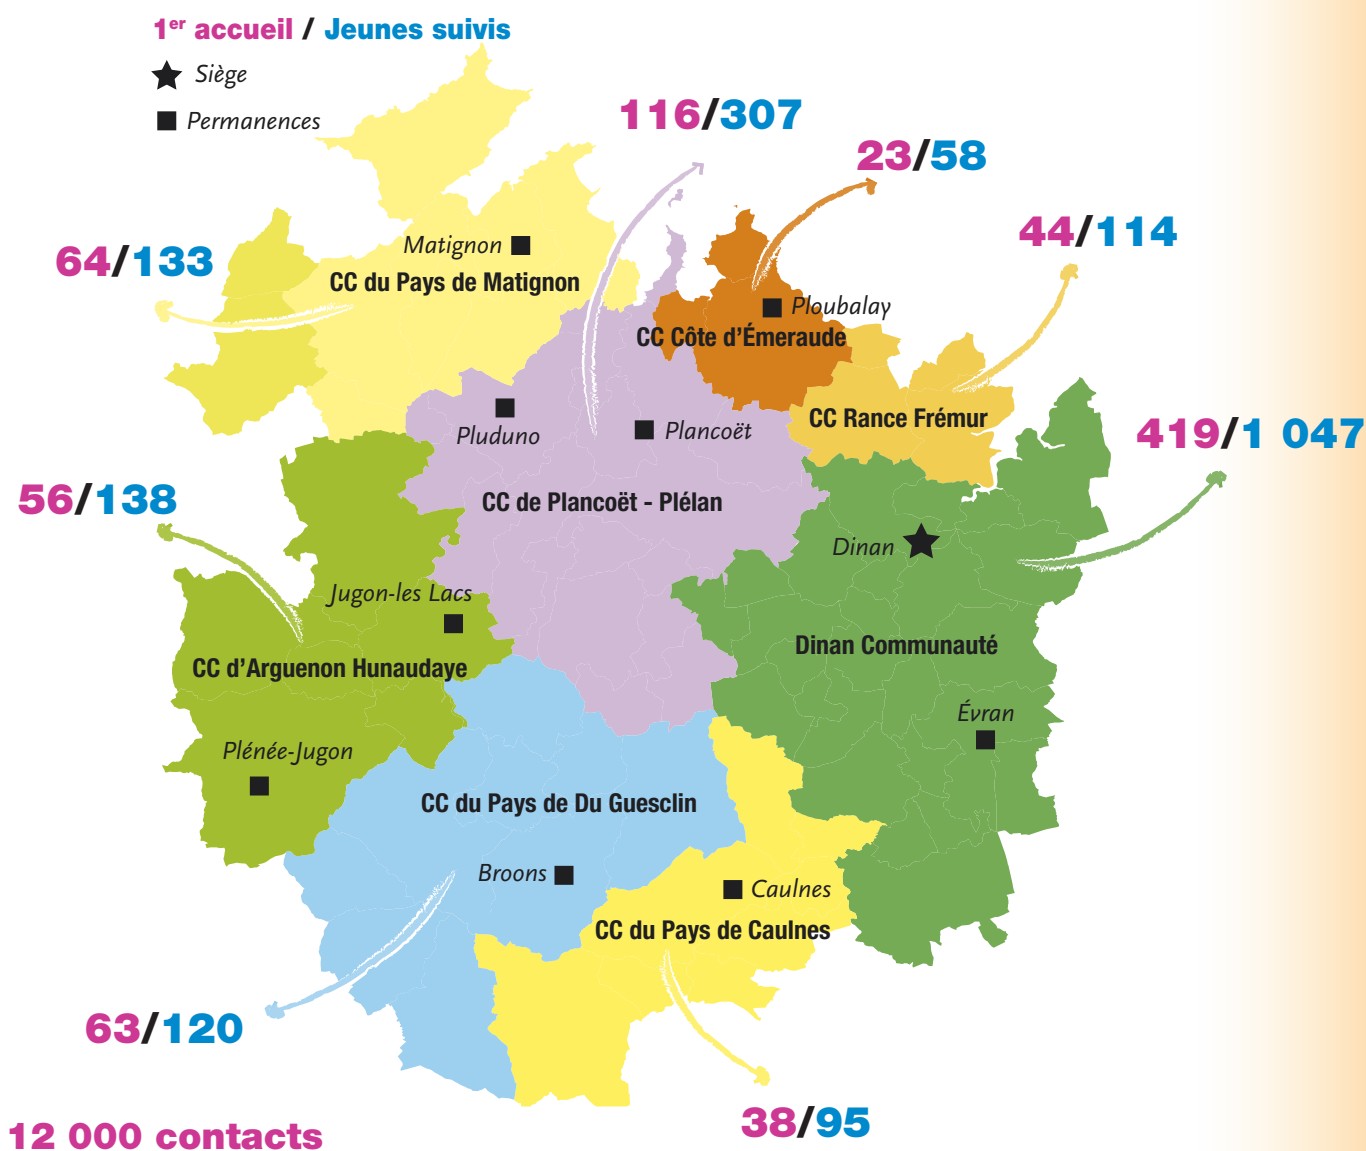 1er accueil / Jeunes suivis
Siège
Permanences
116/307
23/58
44/114
64/133
Matignon
CC du Pays de Matignon
Ploubalay
CC Côte d'Émeraude
CC Rance Frémur
Pluduno
Plancoët
419/1 047
56/138
CC de Plancoët - Plélan
Dinan
Jugon-les Lacs
Dinan Communauté
CC d'Arguenon Hunaudaye
Évran
Plénée-Jugon
CC du Pays de Du Guesclin
Broons
Caulnes
CC du Pays de Caulnes
63/120
38/95
12 000 contacts